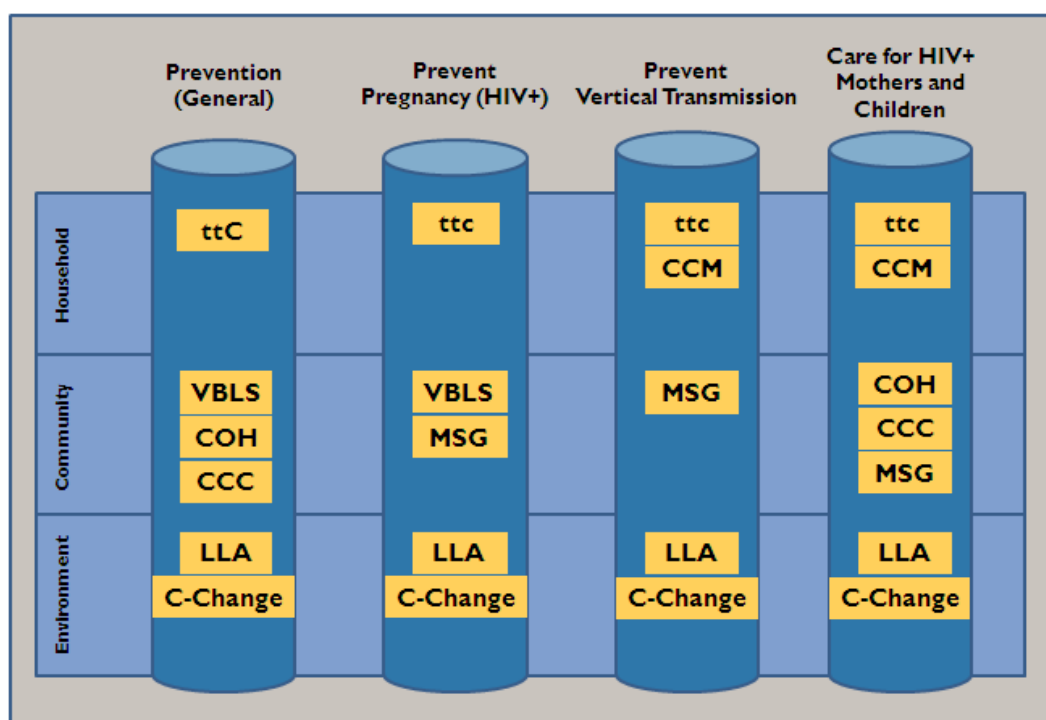 Prevention
(General)
Prevent
Pregnancy (HIV+)
Prevent
Vertical Transmission
Care for HIV+
Mothers and
Children
Household
ttC
ttc
ttc
CCM
ttc
CCM
Community
VBLS
COH
CCC
VBLS
MSG
MSG
COH
CCC
MSG
Environment
LLA
C-Change
LLA
C-Change
LLA
C-Change
LLA
C-Change